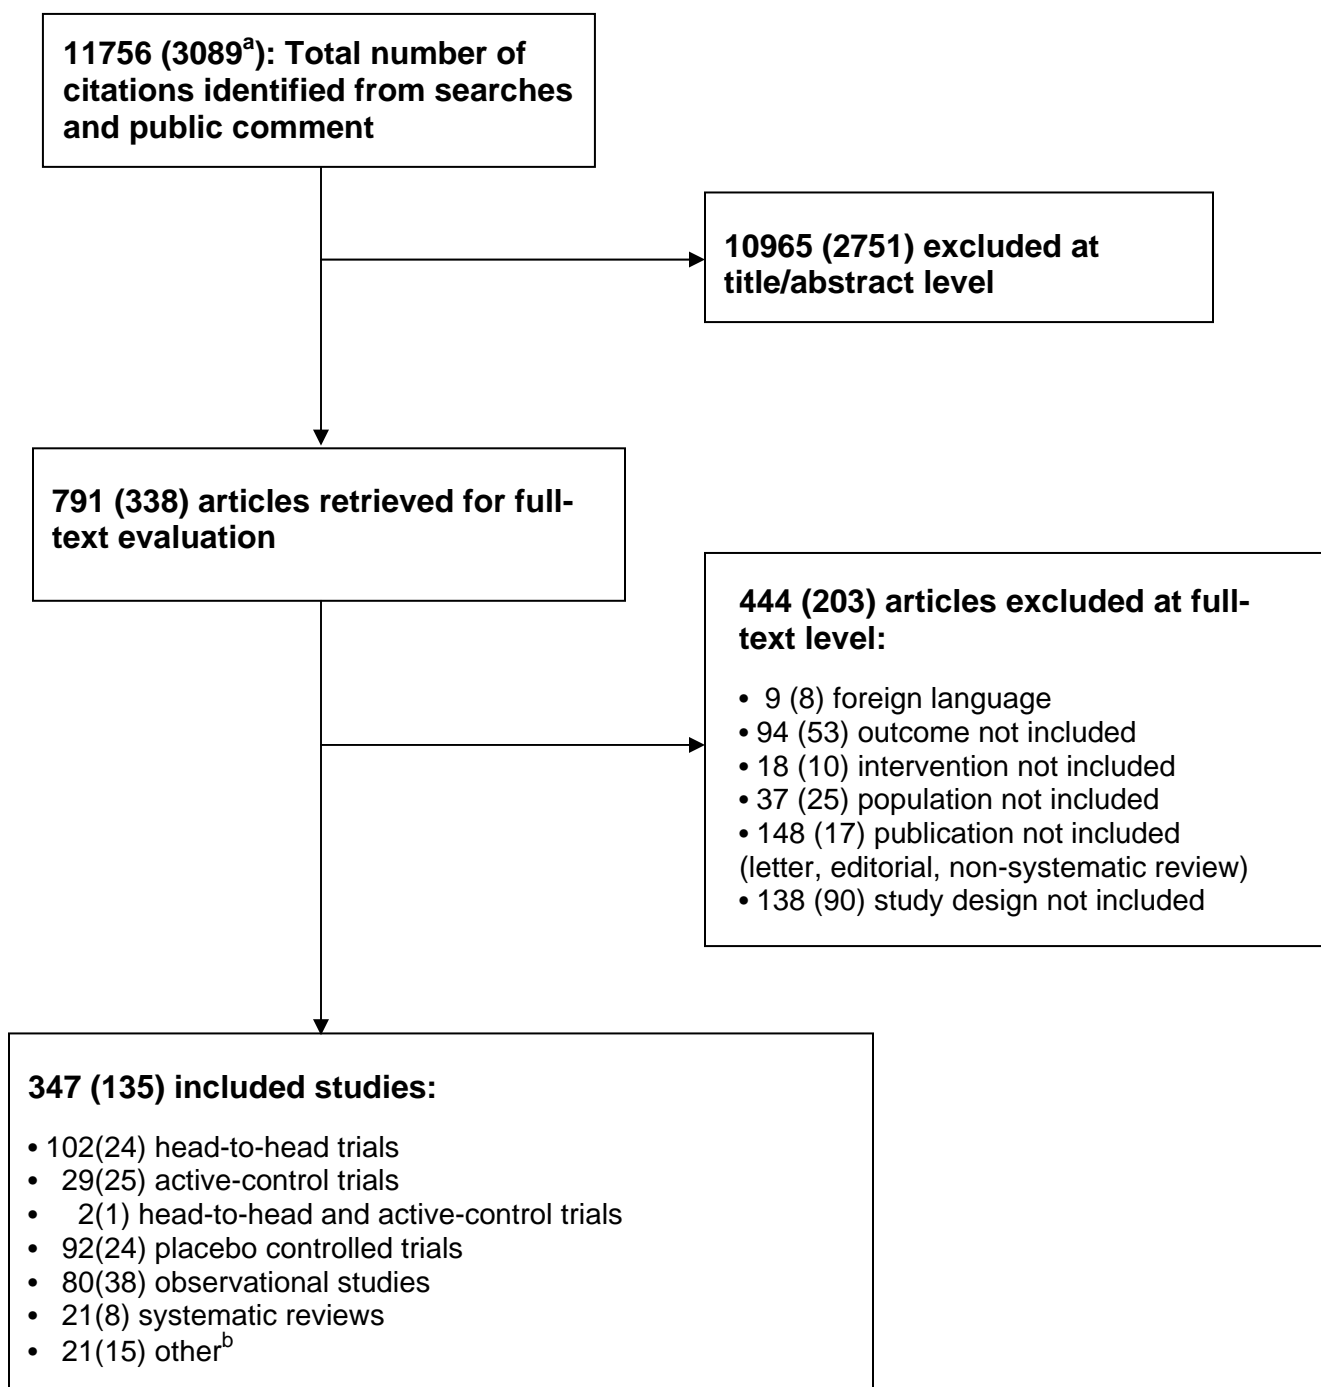 11756 (3089a): Total number of
citations identified from searches
and public comment
10965 (2751) excluded at
title/abstract level
791 (338) articles retrieved for full-
text evaluation
444 (203) articles excluded at full-
text level:
• 9 (8) foreign language
• 94 (53) outcome not included
• 18 (10) intervention not included
• 37 (25) population not included
• 148 (17) publication not included
(letter, editorial, non-systematic review)
• 138 (90) study design not included
347 (135) included studies:
• 102(24) head-to-head trials
• 29(25) active-control trials
• 2(1) head-to-head and active-control trials
• 92(24) placebo controlled trials
• 80(38) observational studies
• 21(8) systematic reviews
• 21(15) otherb